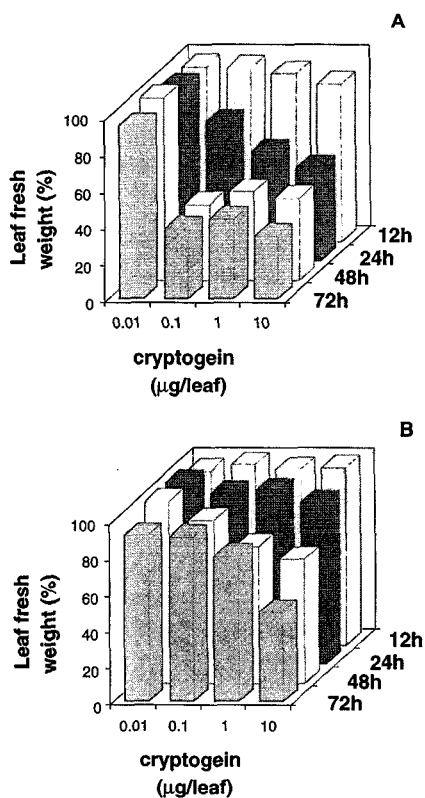 A
Leaf fresh
weight (%)
100
80
60
40
20
0
0.01 0.1 1 10
12h
24h
48h
72h
cryptogein
(μg/leaf)
B
Leaf fresh
weight (%)
100
80
60
40
20
0
0.01 0.1 1 10
12h
24h
48h
72h
cryptogein
(μg/leaf)